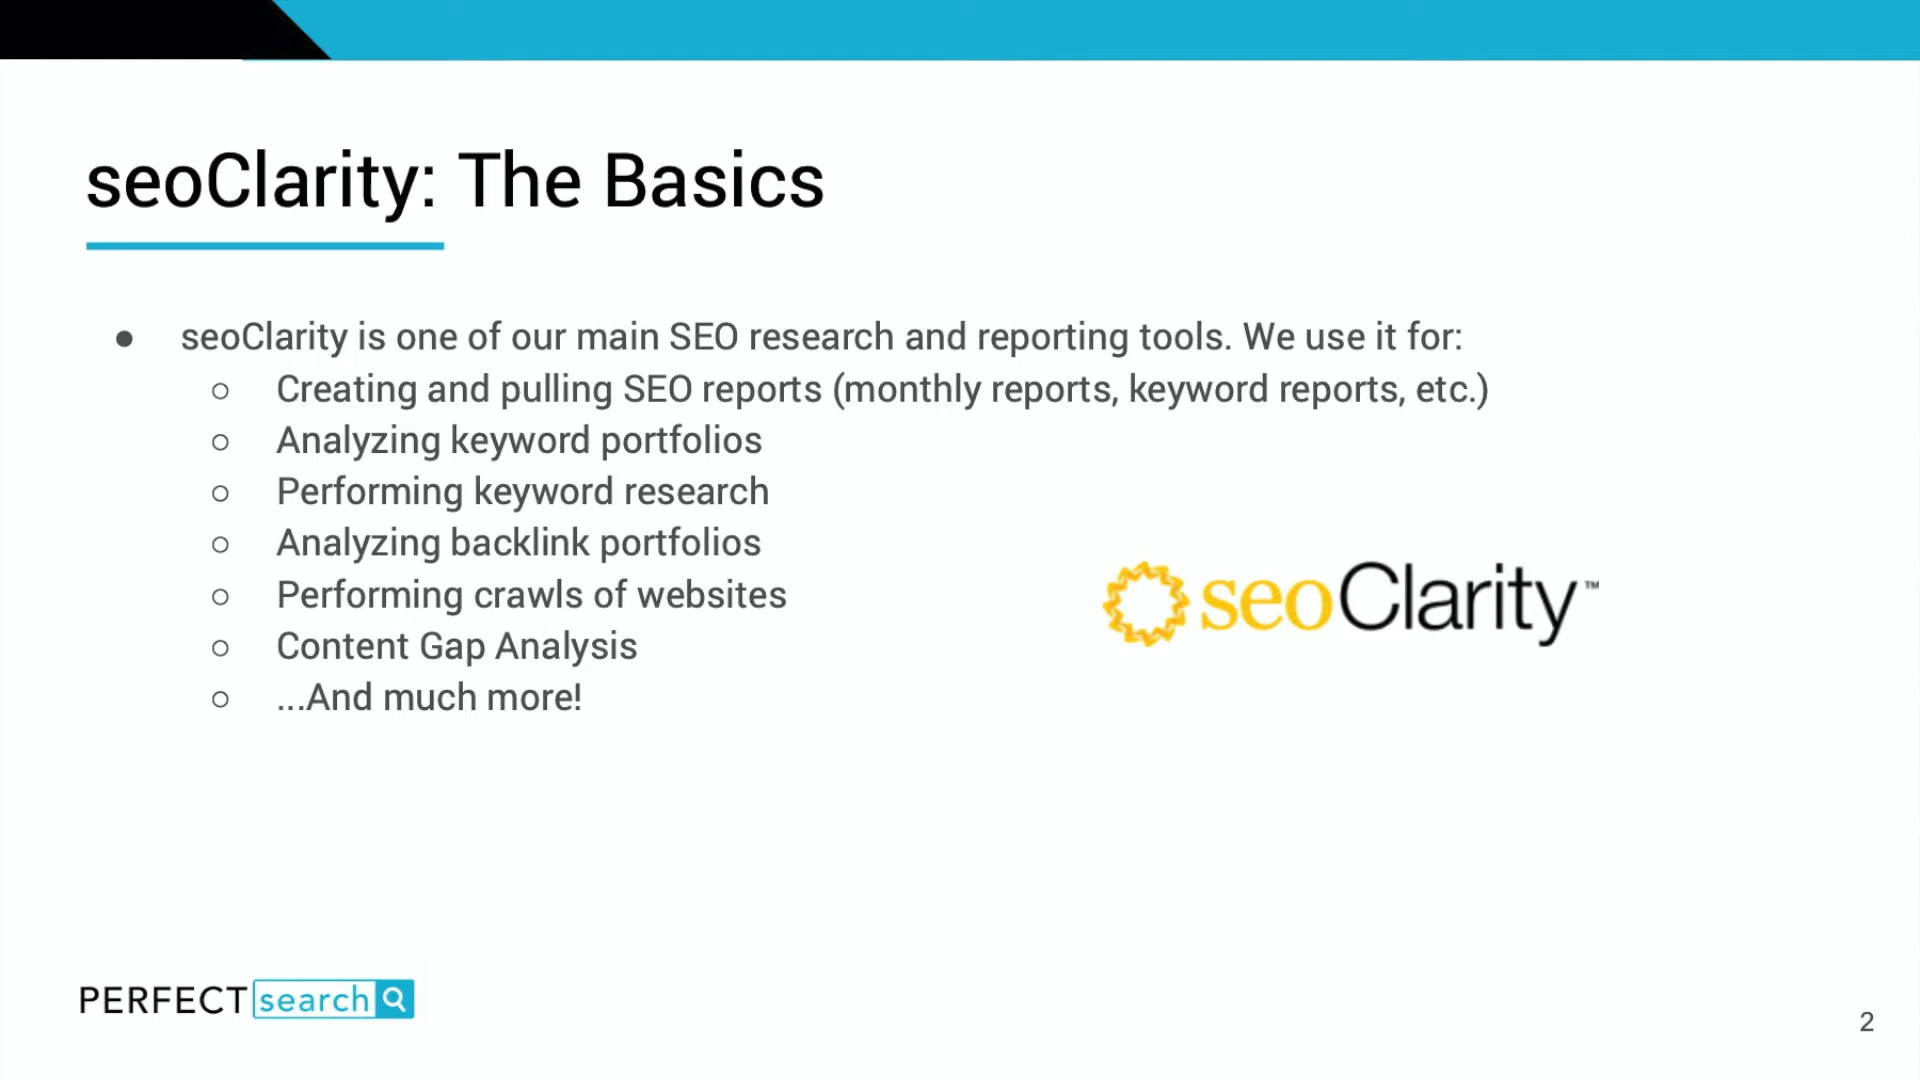 seoClarity: The Basics
● seoClarity is one of our main SEO research and reporting tools. We use it for:
○ Creating and pulling SEO reports (monthly reports, keyword reports, etc.)
○ Analyzing keyword portfolios
○ Performing keyword research
○ Analyzing backlink portfolios
○ Performing crawls of websites
○ Content Gap Analysis
○ ...And much more!
seoClarity™
PERFECT search
2